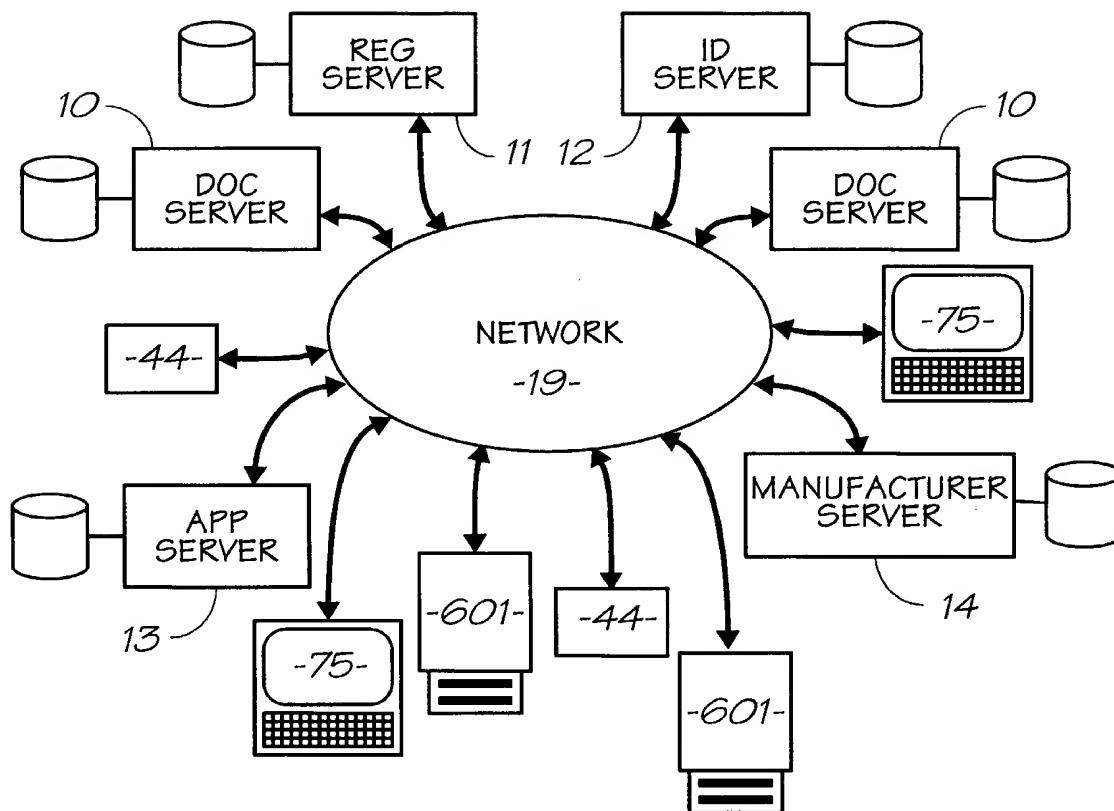 REG
SERVER
ID
SERVER
10
11
12
10
DOC
SERVER
DOC
SERVER
-75-
NETWORK
-19-
-44-
APP
SERVER
MANUFACTURER
SERVER
13
-75-
-601-
-44-
-601-
14